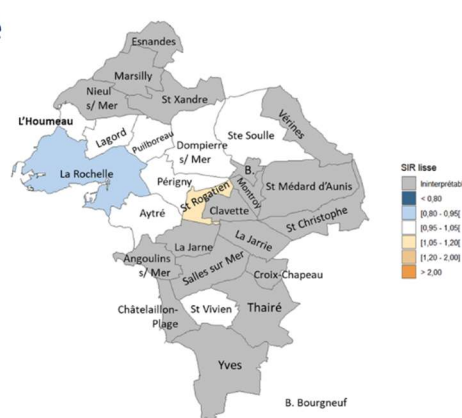 e
Esnandes
Marsilly
Nieul
s/ Mer
St Xandre
L'Houmeau
Lagord
Puilboreau
Dompierre
s/ Mer
Ste Soulle
Vérines
La Rochelle
Périgny
St Rogatien
B.
Montroy
St Médard d'Aunis
Clavette
Aytré
St Christophe
La Jarne
La Jarrie
Angoulins
s/ Mer
Salles sur Mer
Croix-Chapeau
Châtelaillon-
Plage
St Vivien
Thairé
Yves
B. Bourgneuf
SIR lisse
Ininterprétab
< 0,80
[0,80 - 0,95[
[0,95 - 1,05[
[1,05 - 1,20[
[1,20 - 2,00[
> 2,00